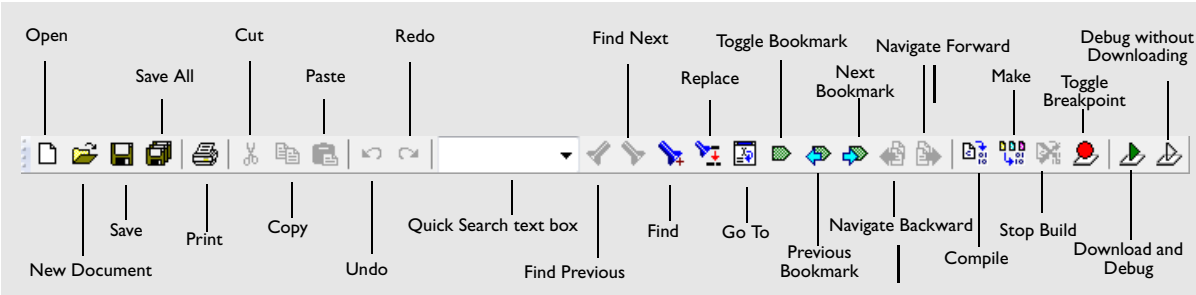 Open
Cut
Redo
Find Next
Toggle Bookmark
Navigate Forward
Debug without
Downloading
Save All
Paste
Replace
Next
Bookmark
Make
Toggle
Breakpoint
Save
Print
Copy
Quick Search text box
Find
Go To
Navigate Backward
Stop Build
New Document
Undo
Find Previous
Previous
Bookmark
Compile
Download and
Debug